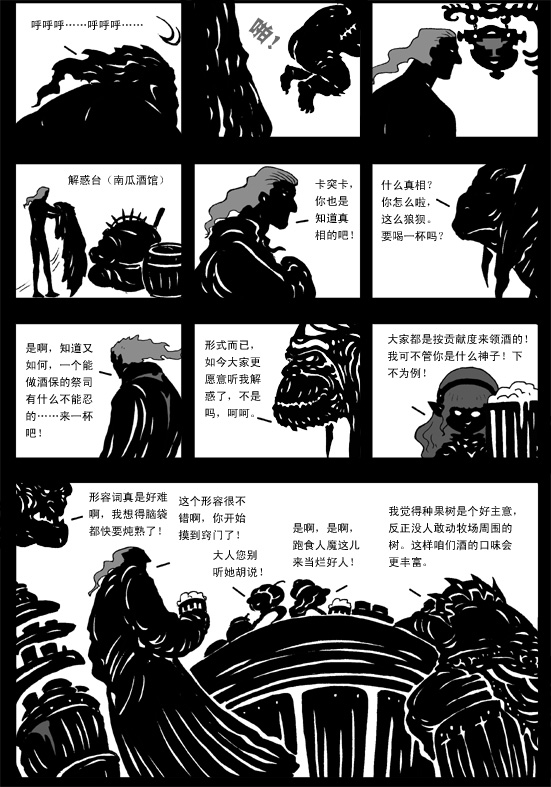 呼呼呼……呼呼呼……
啪！
解惑台（南瓜酒馆）
卡突卡，
你也是
知道真
相的吧！
什么真相？
你怎么啦，
这么狼狈。
要喝一杯吗？
是啊，知道又
如何，一个能
做酒保的祭司
有什么不能忍
的……来一杯
吧！
形式而已，
如今大家更
愿意听我解
惑了，不是
吗，呵呵。
大家都是按贡献度来领酒的！
我可不管你是什么神子！下
不为例！
形容词真是好难
啊，我想得脑袋
都快要炖熟了！
这个形容很不
错啊，你开始
摸到窍门了！
大人您别
听她胡说！
是啊，是啊，
跑食人魔这儿
来当烂好人！
我觉得种果树是个好主意，
反正没人敢动牧场周围的
树。这样咱们酒的口味会
更丰富。